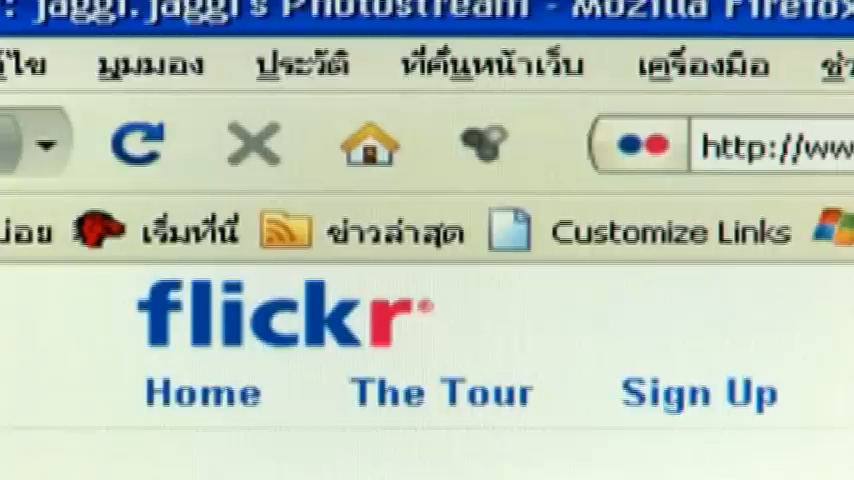 : jaggi.jaggi's Photostream - Mozilla Firefox
มุมมอง ประวัติ ที่คั่นหน้าเว็บ เครื่องมือ
http://ww
เริ่มที่นี่ ข่าวล่าสุด Customize Links
flickr
Home The Tour Sign Up